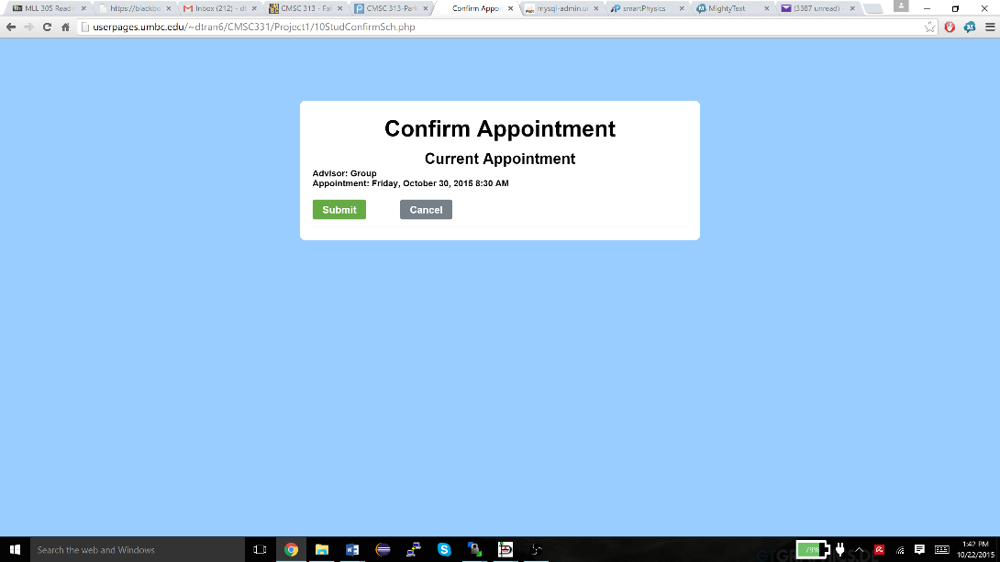 MLL 305 Readin
https://blackbo
Inbox (212) - dt
CMSC 313 - Fal
CMSC 313-Park
Confirm Appoi
mysql-admin.u
smartPhysics
MightyText
(3387 unread) -
userpages.umbc.edu/~dtran6/CMSC331/Project1/10StudConfirmSch.php
Confirm Appointment
Current Appointment
Advisor: Group
Appointment: Friday, October 30, 2015 8:30 AM
Submit
Cancel
Search the web and Windows
79%
1:42 PM
10/22/2015